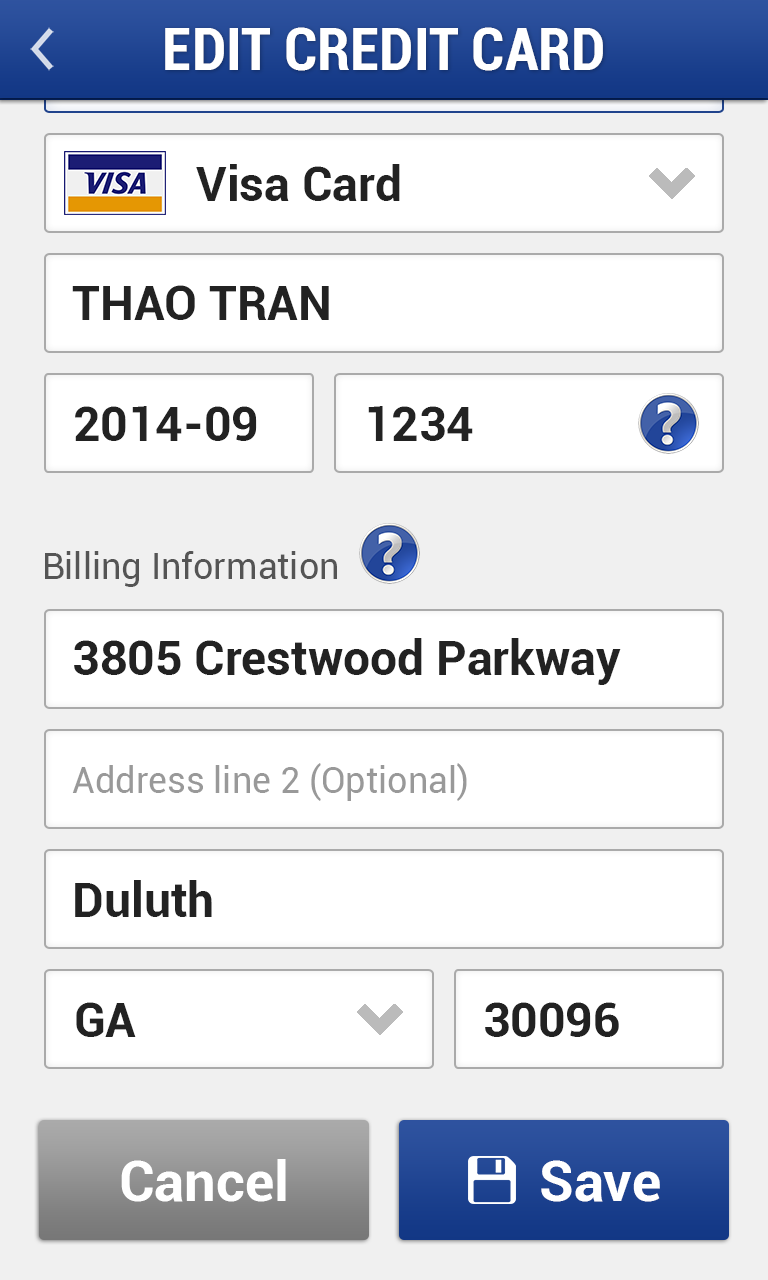 EDIT CREDIT CARD
VISA Visa Card
THAO TRAN
2014-09 1234 ?
Billing Information ?
3805 Crestwood Parkway
Address line 2 (Optional)
Duluth
GA 30096
Cancel Save